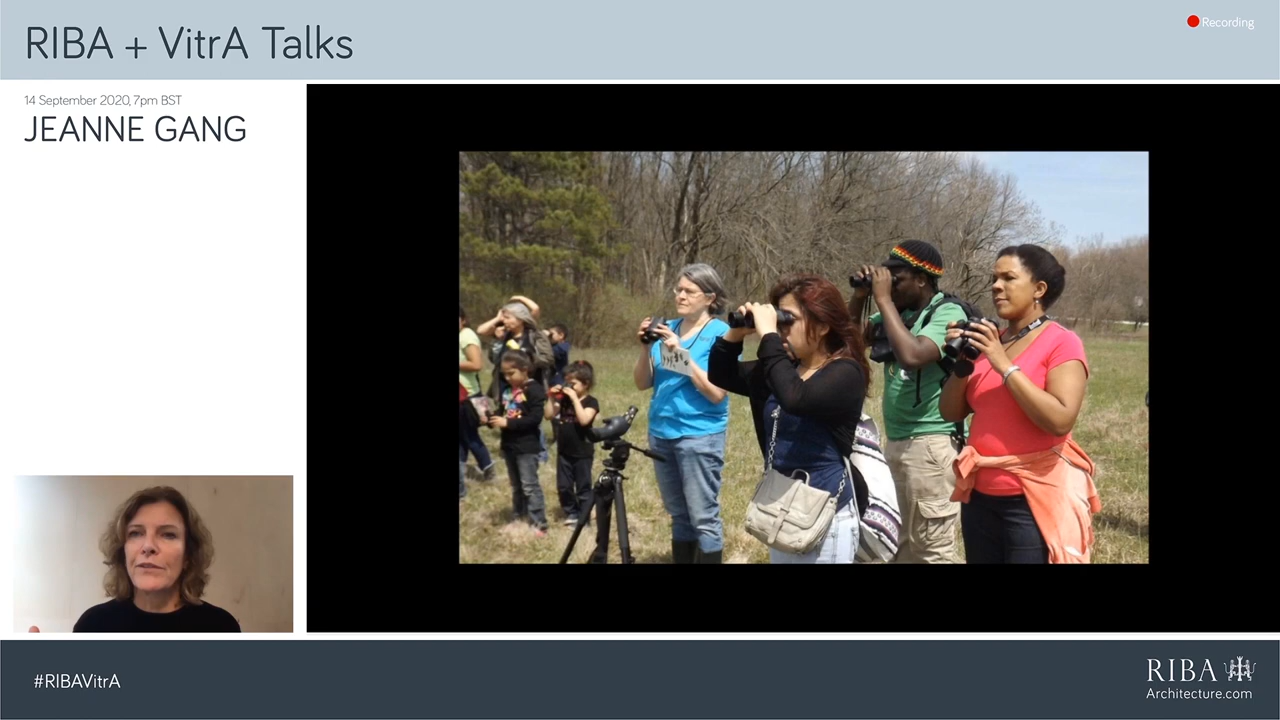 RIBA + VitrA Talks
Recording
14 September 2020, 7pm BST
JEANNE GANG
#RIBAVitrA
RIBA
Architecture.com